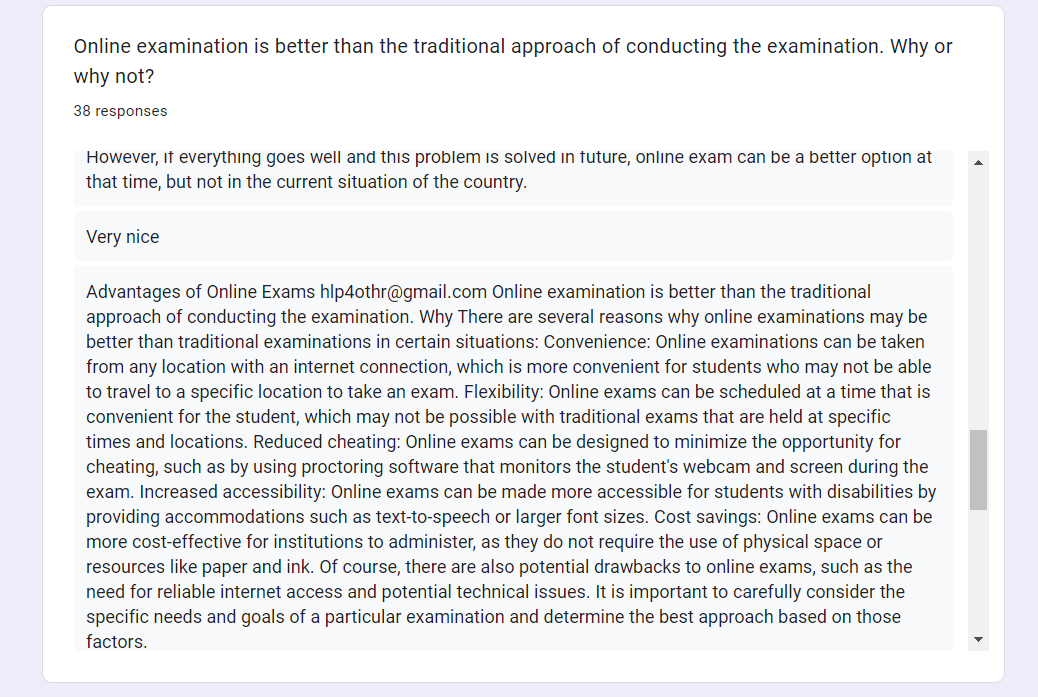 Online examination is better than the traditional approach of conducting the examination. Why or
why not?
38 responses
However, if everything goes well and this problem is solved in future, online exam can be a better option at
that time, but not in the current situation of the country.
Very nice
Advantages of Online Exams hlp4othr@gmail.com Online examination is better than the traditional
approach of conducting the examination. Why There are several reasons why online examinations may be
better than traditional examinations in certain situations: Convenience: Online examinations can be taken
from any location with an internet connection, which is more convenient for students who may not be able
to travel to a specific location to take an exam. Flexibility: Online exams can be scheduled at a time that is
convenient for the student, which may not be possible with traditional exams that are held at specific
times and locations. Reduced cheating: Online exams can be designed to minimize the opportunity for
cheating, such as by using proctoring software that monitors the student's webcam and screen during the
exam. Increased accessibility: Online exams can be made more accessible for students with disabilities by
providing accommodations such as text-to-speech or larger font sizes. Cost savings: Online exams can be
more cost-effective for institutions to administer, as they do not require the use of physical space or
resources like paper and ink. Of course, there are also potential drawbacks to online exams, such as the
need for reliable internet access and potential technical issues. It is important to carefully consider the
specific needs and goals of a particular examination and determine the best approach based on those
factors.